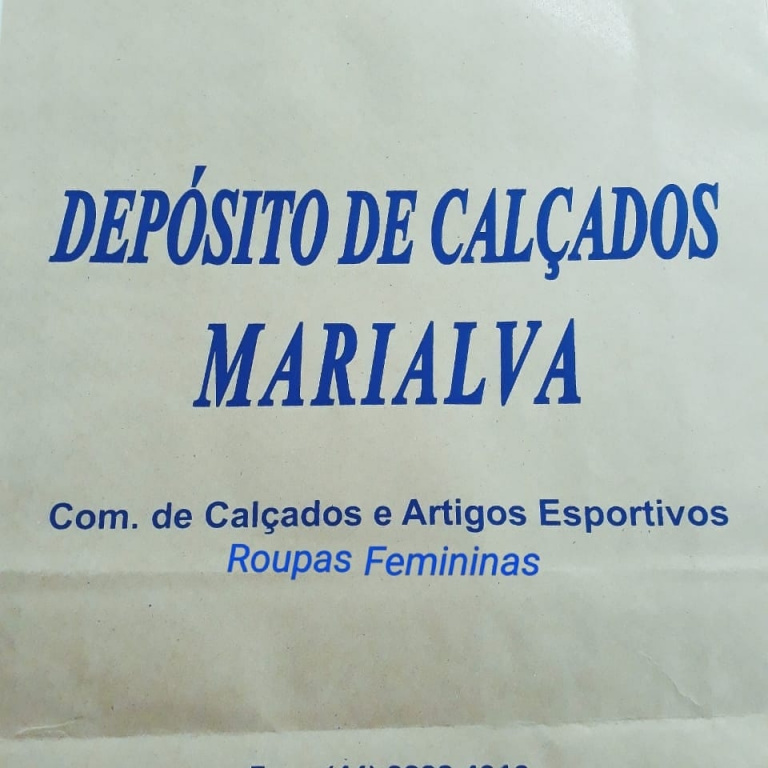 DEPÓSITO DE CALÇADOS
MARIALVA
Com. de Calçados e Artigos Esportivos
Roupas Femininas